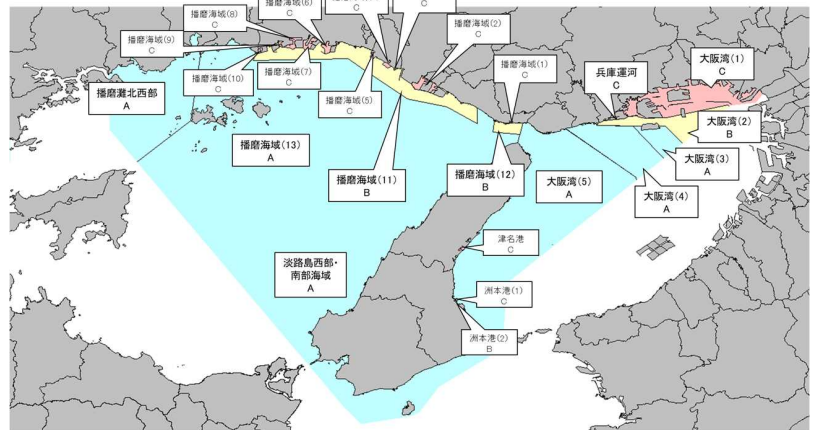 播磨海域(8)
C
播磨海域(6)
C
C
C
播磨海域(9)
C
播磨海域(2)
C
兵庫運河
C
大阪湾(1)
C
播磨海域(1)
C
播磨灘北西部
A
播磨海域(10)
C
播磨海域(7)
C
播磨海域(5)
C
大阪湾(2)
B
播磨海域(13)
A
大阪湾(3)
A
播磨海域(11)
B
播磨海域(12)
B
大阪湾(5)
A
大阪湾(4)
A
津名港
C
淡路島西部・
南部海域
A
洲本港(1)
C
洲本港(2)
B